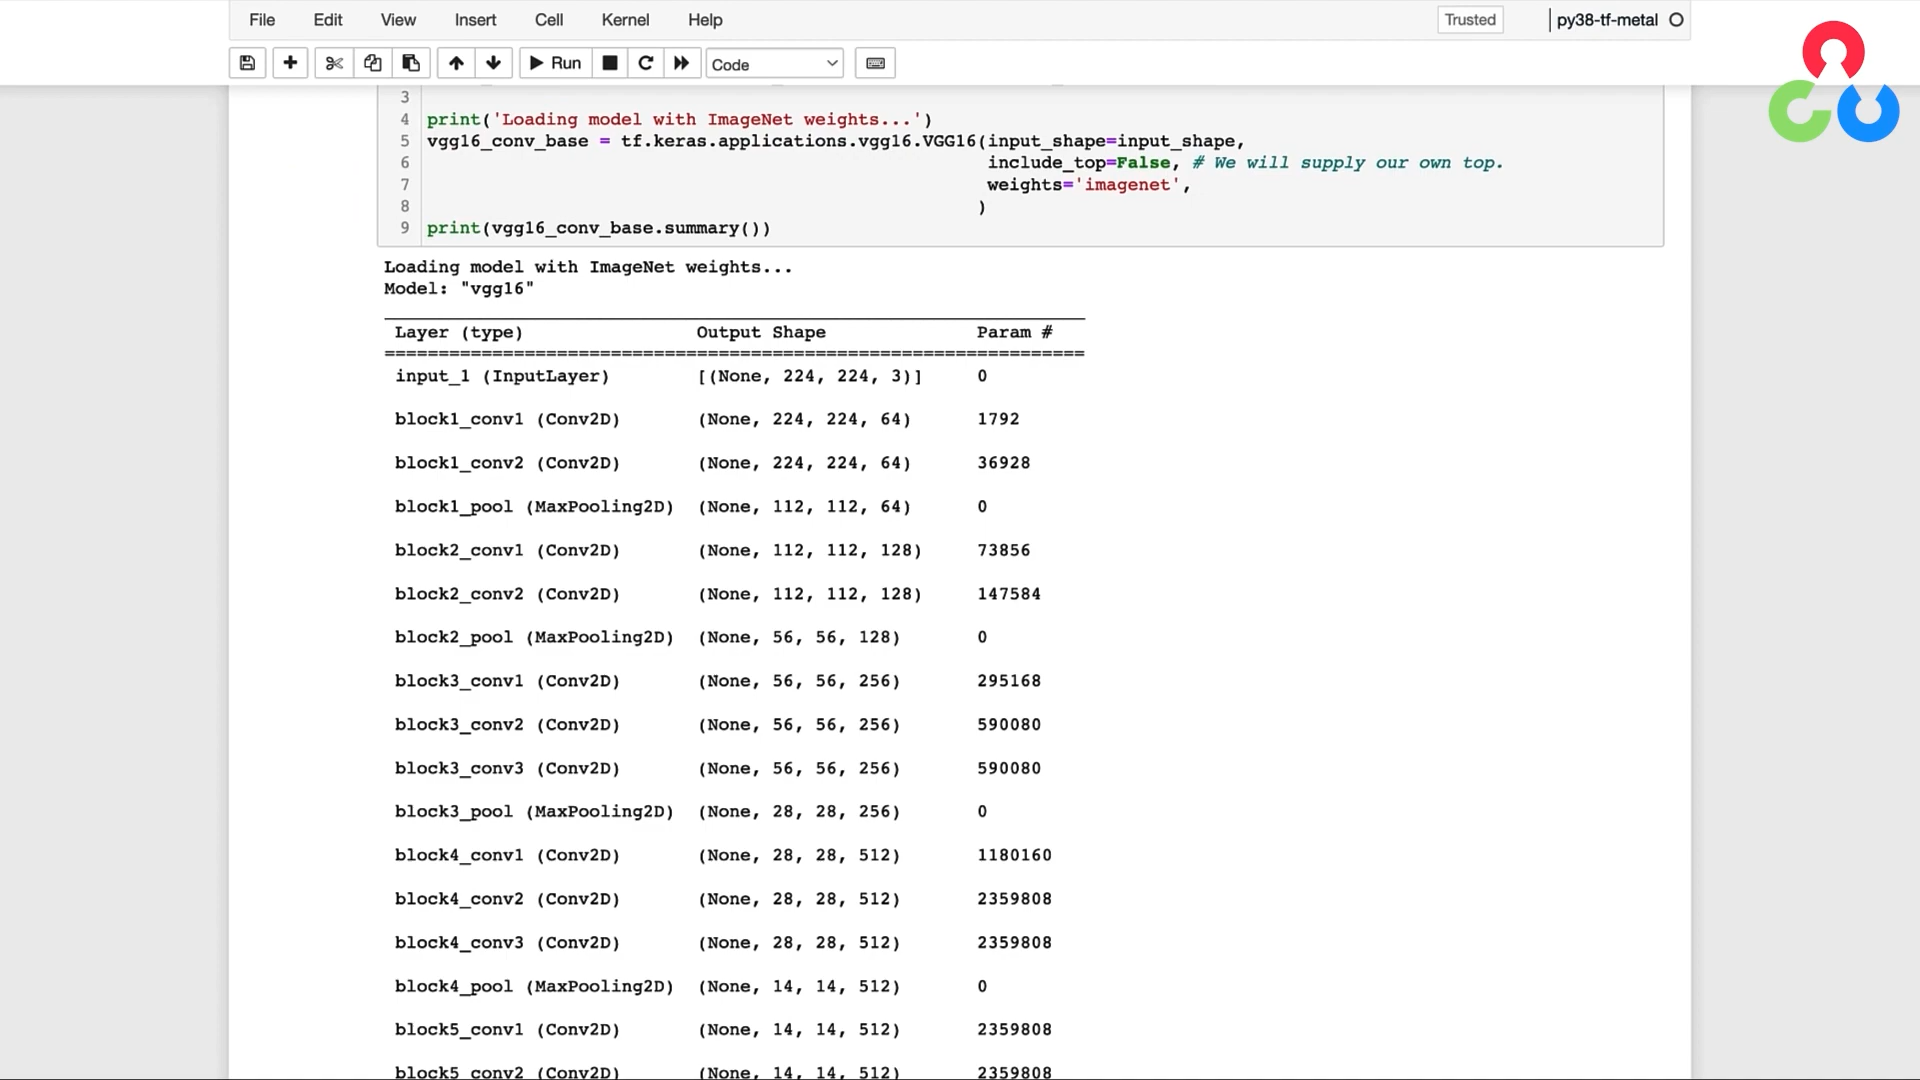 File Edit View Insert Cell Kernel Help Trusted py38-tf-metal
Run Code
3
4 print('Loading model with ImageNet weights...')
5 vgg16_conv_base = tf.keras.applications.vgg16.VGG16(input_shape=input_shape,
6 include_top=False, # We will supply our own top.
7 weights='imagenet',
8 )
9 print(vgg16_conv_base.summary())
Loading model with ImageNet weights...
Model: "vgg16"
Layer (type) Output Shape Param #
=================================================================
input_1 (InputLayer) [(None, 224, 224, 3)] 0
block1_conv1 (Conv2D) (None, 224, 224, 64) 1792
block1_conv2 (Conv2D) (None, 224, 224, 64) 36928
block1_pool (MaxPooling2D) (None, 112, 112, 64) 0
block2_conv1 (Conv2D) (None, 112, 112, 128) 73856
block2_conv2 (Conv2D) (None, 112, 112, 128) 147584
block2_pool (MaxPooling2D) (None, 56, 56, 128) 0
block3_conv1 (Conv2D) (None, 56, 56, 256) 295168
block3_conv2 (Conv2D) (None, 56, 56, 256) 590080
block3_conv3 (Conv2D) (None, 56, 56, 256) 590080
block3_pool (MaxPooling2D) (None, 28, 28, 256) 0
block4_conv1 (Conv2D) (None, 28, 28, 512) 1180160
block4_conv2 (Conv2D) (None, 28, 28, 512) 2359808
block4_conv3 (Conv2D) (None, 28, 28, 512) 2359808
block4_pool (MaxPooling2D) (None, 14, 14, 512) 0
block5_conv1 (Conv2D) (None, 14, 14, 512) 2359808
block5_conv2 (Conv2D) (None, 14, 14, 512) 2359808